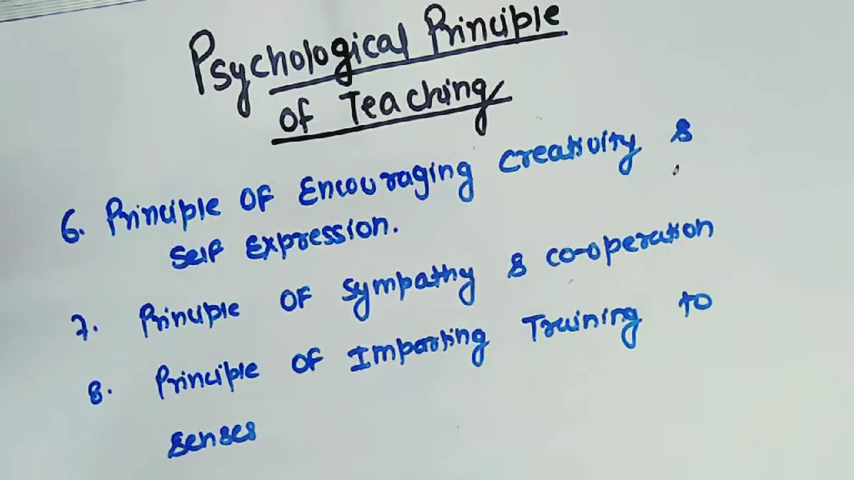 Psychological Principle
of Teaching
6. Principle OF Encouraging Creativity &
Self Expression.
7. Principle OF Sympathy & co-operation
8. Principle OF Imparting Training to
senses